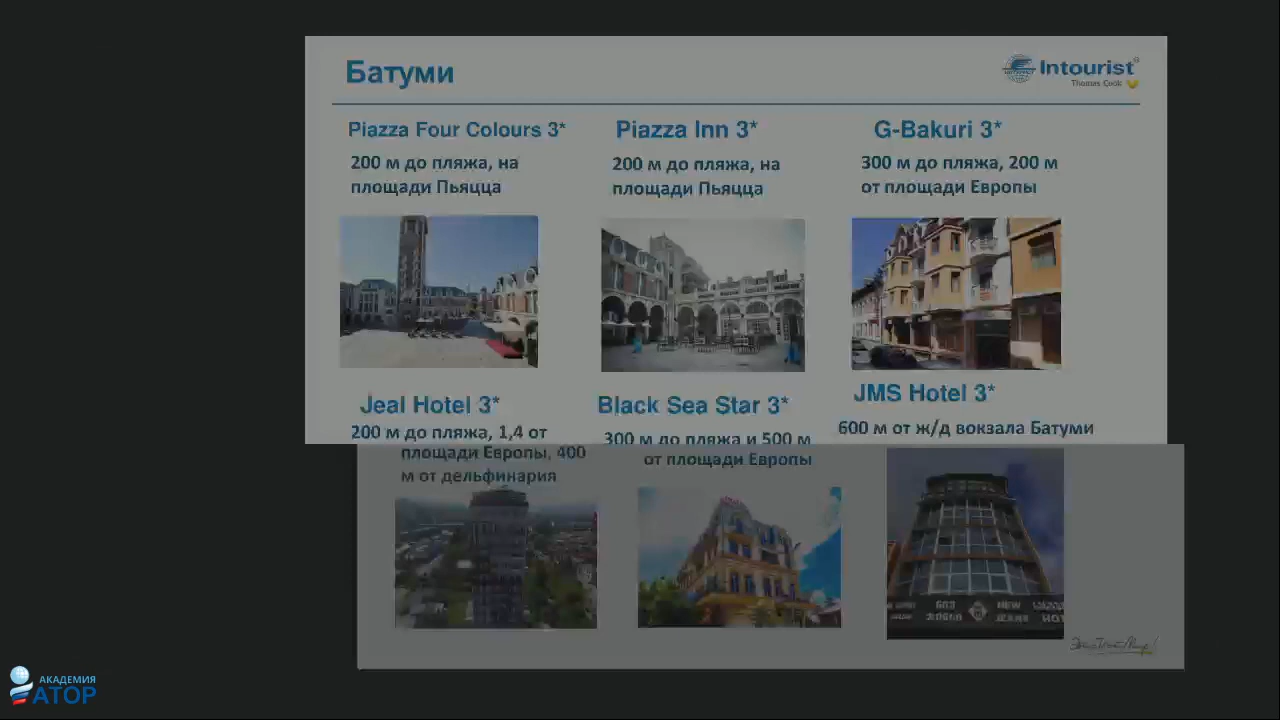 Батуми
Intourist
Thomas Cook
Piazza Four Colours 3*
200 м до пляжа, на
площади Пьяцца
Piazza Inn 3*
200 м до пляжа, на
площади Пьяцца
G-Bakuri 3*
300 м до пляжа, 200 м
от площади Европы
Jeal Hotel 3*
200 м до пляжа, 1,4 от
площади Европы, 400
м от дельфинария
Black Sea Star 3*
300 м до пляжа и 500 м
от площади Европы
JMS Hotel 3*
600 м от ж/д вокзала Батуми
NEW
АКАДЕМИЯ
АТОР